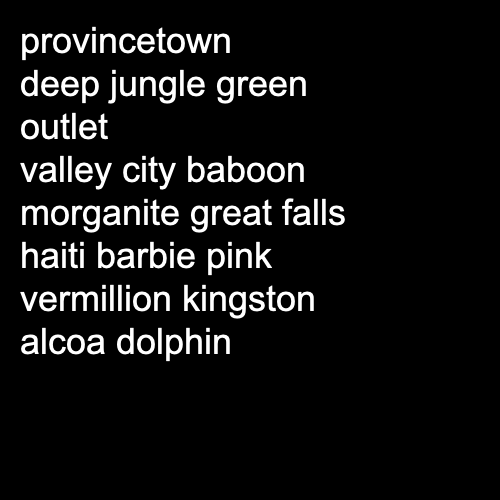 provincetown
deep jungle green
outlet
valley city baboon
morganite great falls
haiti barbie pink
vermillion kingston
alcoa dolphin